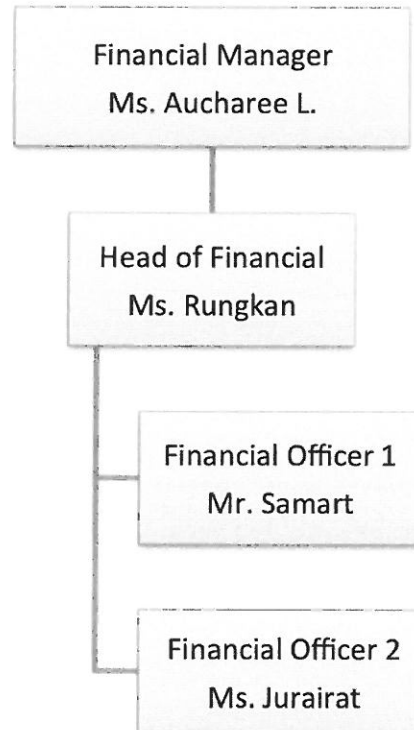 Financial Manager
Ms. Aucharee L.
Head of Financial
Ms. Rungkan
Financial Officer 1
Mr. Samart
Financial Officer 2
Ms. Jurairat